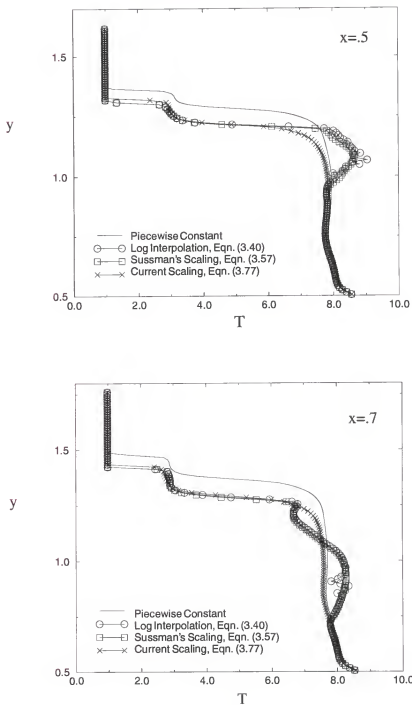 x=.5
1.5
y
1.0
Piecewise Constant
Log Interpolation, Eqn. (3.40)
Sussman's Scaling, Eqn. (3.57)
Current Scaling, Eqn. (3.77)
0.5
0.0 2.0 4.0 6.0 8.0 10.0
T
x=.7
1.5
y
1.0
Piecewise Constant
Log Interpolation, Eqn. (3.40)
Sussman's Scaling, Eqn. (3.57)
Current Scaling, Eqn. (3.77)
0.5
0.0 2.0 4.0 6.0 8.0 10.0
T